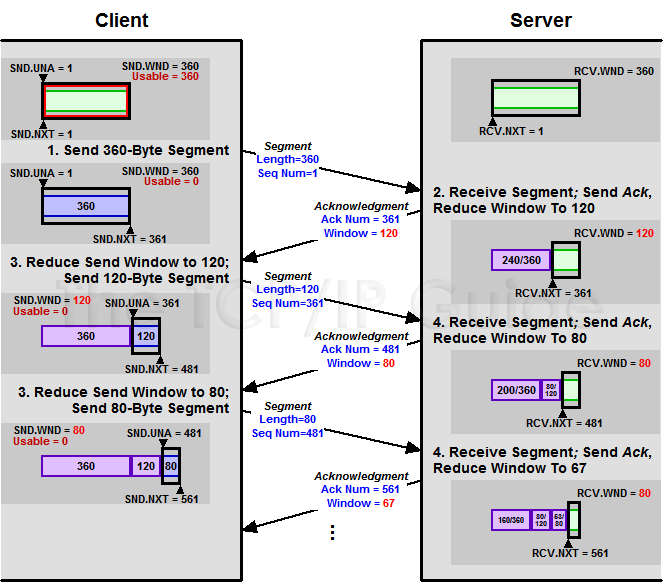 Client
Server
SND.UNA = 1
SND.WND = 360
Usable = 360
SND.NXT = 1
RCV.WND = 360
RCV.NXT = 1
1. Send 360-Byte Segment
Segment
Length=360
Seq Num=1
SND.UNA = 1
SND.WND = 360
Usable = 0
360
SND.NXT = 361
2. Receive Segment; Send Ack,
Reduce Window To 120
Acknowledgment
Ack Num = 361
Window = 120
RCV.WND = 120
240/360
RCV.NXT = 361
3. Reduce Send Window to 120;
Send 120-Byte Segment
Segment
Length=120
Seq Num=361
SND.WND = 120
Usable = 0
SND.UNA = 361
360
120
SND.NXT = 481
The TCP/IP Guide
4. Receive Segment; Send Ack,
Reduce Window To 80
Acknowledgment
Ack Num = 481
Window = 80
RCV.WND = 80
200/360
80/
120
RCV.NXT = 481
3. Reduce Send Window to 80;
Send 80-Byte Segment
Segment
Length=80
Seq Num=481
SND.WND = 80
Usable = 0
SND.UNA = 481
360
120
80
SND.NXT = 561
4. Receive Segment; Send Ack,
Reduce Window To 67
Acknowledgment
Ack Num = 561
Window = 67
RCV.WND = 80
160/360
80/
120
53/
80
RCV.NXT = 561